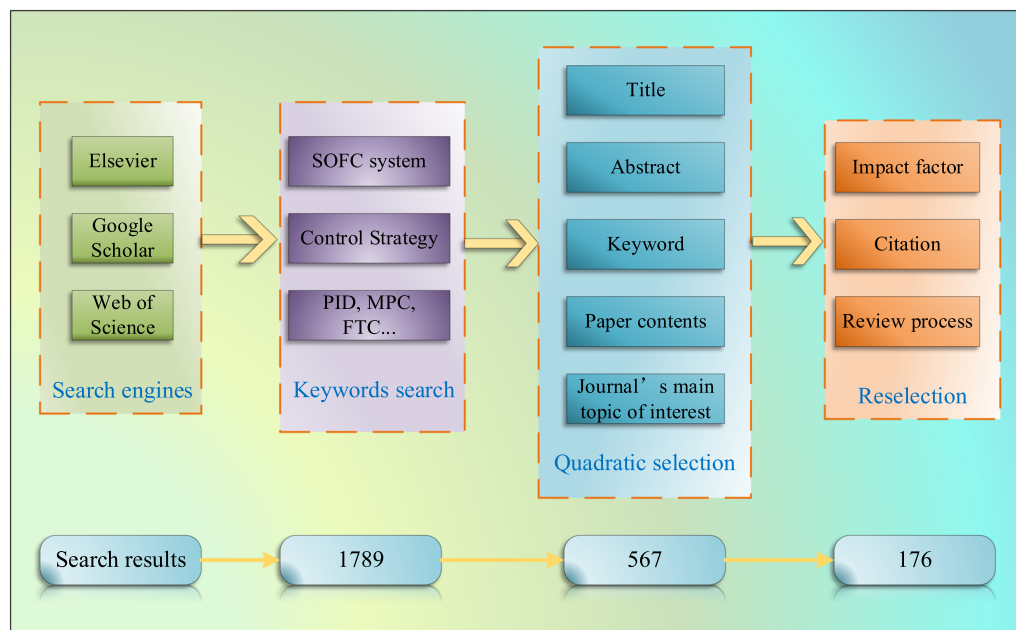 Elsevier
Google
Scholar
Web of
Science
Search engines
SOFC system
Control Strategy
PID, MPC,
FTC...
Keywords search
Title
Abstract
Keyword
Paper contents
Journal’s main
topic of interest
Quadratic selection
Impact factor
Citation
Review process
Reselection
Search results
1789
567
176